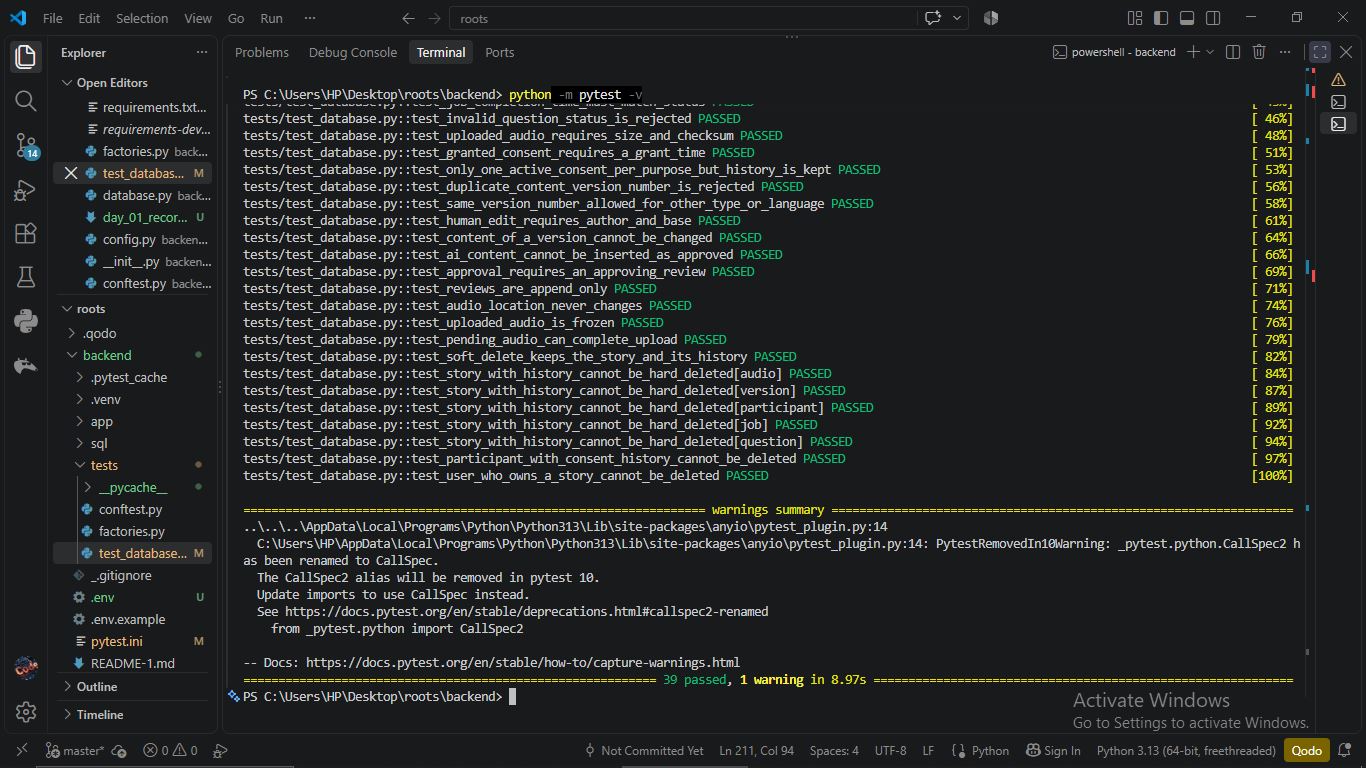 File Edit Selection View Go Run ···
roots
Explorer
Open Editors
requirements.txt...
requirements-dev...
factories.py back...
test_databas... M
database.py back...
day_01_recor... U
config.py backen...
__init__.py backen...
conftest.py backe...
roots
.qodo
backend
.pytest_cache
.venv
app
sql
tests
__pycache__
conftest.py
factories.py
test_database... M
_.gitignore
.env U
.env.example
pytest.ini M
README-1.md
Outline
Timeline
14
Problems Debug Console Terminal Ports
powershell - backend
PS C:\Users\HP\Desktop\roots\backend> python -m pytest -v
tests/test_database.py::test_invalid_question_status_is_rejected PASSED [ 46%]
tests/test_database.py::test_uploaded_audio_requires_size_and_checksum PASSED [ 48%]
tests/test_database.py::test_granted_consent_requires_a_grant_time PASSED [ 51%]
tests/test_database.py::test_only_one_active_consent_per_purpose_but_history_is_kept PASSED [ 53%]
tests/test_database.py::test_duplicate_content_version_number_is_rejected PASSED [ 56%]
tests/test_database.py::test_same_version_number_allowed_for_other_type_or_language PASSED [ 58%]
tests/test_database.py::test_human_edit_requires_author_and_base PASSED [ 61%]
tests/test_database.py::test_content_of_a_version_cannot_be_changed PASSED [ 64%]
tests/test_database.py::test_ai_content_cannot_be_inserted_as_approved PASSED [ 66%]
tests/test_database.py::test_approval_requires_an_approving_review PASSED [ 69%]
tests/test_database.py::test_reviews_are_append_only PASSED [ 71%]
tests/test_database.py::test_audio_location_never_changes PASSED [ 74%]
tests/test_database.py::test_uploaded_audio_is_frozen PASSED [ 76%]
tests/test_database.py::test_pending_audio_can_complete_upload PASSED [ 79%]
tests/test_database.py::test_soft_delete_keeps_the_story_and_its_history PASSED [ 82%]
tests/test_database.py::test_story_with_history_cannot_be_hard_deleted[audio] PASSED [ 84%]
tests/test_database.py::test_story_with_history_cannot_be_hard_deleted[version] PASSED [ 87%]
tests/test_database.py::test_story_with_history_cannot_be_hard_deleted[participant] PASSED [ 89%]
tests/test_database.py::test_story_with_history_cannot_be_hard_deleted[job] PASSED [ 92%]
tests/test_database.py::test_story_with_history_cannot_be_hard_deleted[question] PASSED [ 94%]
tests/test_database.py::test_participant_with_consent_history_cannot_be_deleted PASSED [ 97%]
tests/test_database.py::test_user_who_owns_a_story_cannot_be_deleted PASSED [100%]
warnings summary
..\..\..\AppData\Local\Programs\Python\Python313\Lib\site-packages\anyio\pytest_plugin.py:14
C:\Users\HP\AppData\Local\Programs\Python\Python313\Lib\site-packages\anyio\pytest_plugin.py:14: PytestRemovedIn10Warning: _pytest.python.CallSpec2 h
as been renamed to CallSpec.
The CallSpec2 alias will be removed in pytest 10.
Update imports to use CallSpec instead.
See https://docs.pytest.org/en/stable/deprecations.html#callspec2-renamed
from _pytest.python import CallSpec2
-- Docs: https://docs.pytest.org/en/stable/how-to/capture-warnings.html
39 passed, 1 warning in 8.97s
PS C:\Users\HP\Desktop\roots\backend>
Activate Windows
Go to Settings to activate Windows.
master* 0 0 Not Committed Yet Ln 211, Col 94 Spaces: 4 UTF-8 LF Python Sign In Python 3.13 (64-bit, freethreaded) Qodo